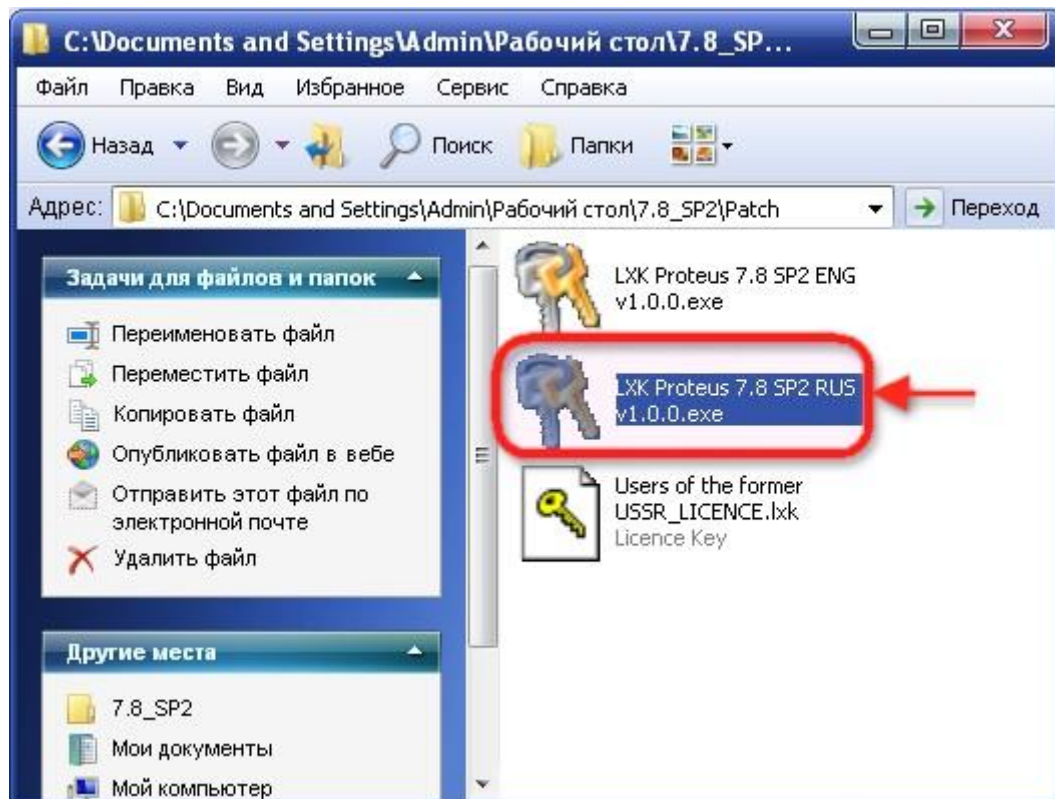 C:\Documents and Settings\Admin\Рабочий стол\7.8_SP...
Файл Правка Вид Избранное Сервис Справка
Назад Поиск Папки
Адрес: C:\Documents and Settings\Admin\Рабочий стол\7.8_SP2\Patch Переход
Задачи для файлов и папок
Переименовать файл
Переместить файл
Копировать файл
Опубликовать файл в вебе
Отправить этот файл по
электронной почте
Удалить файл
Другие места
7.8_SP2
Мои документы
Мой компьютер
LXK Proteus 7.8 SP2 ENG
v1.0.0.exe
LXK Proteus 7.8 SP2 RUS
v1.0.0.exe
Users of the former
USSR_LICENCE.lxk
Licence Key